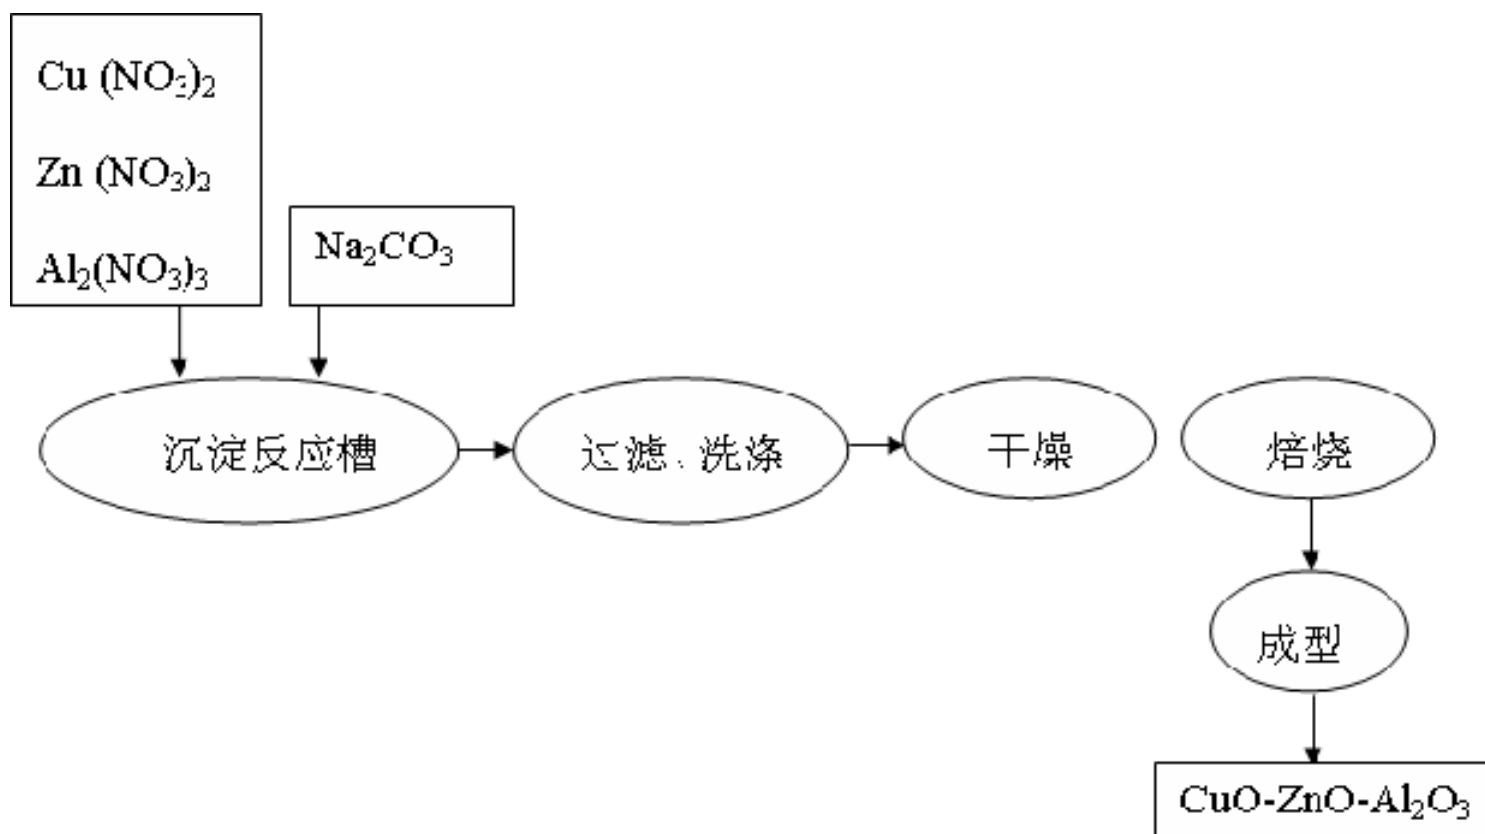 Cu (NO3)2
Zn (NO3)2
Al2(NO3)3
Na2CO3
沉淀反应槽
过滤、洗涤
干燥
焙烧
成型
CuO-ZnO-Al2O3